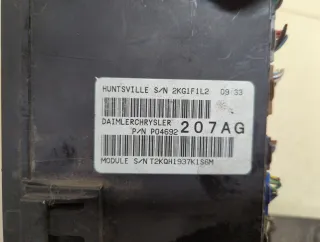 HUNTSVILLE S/N 2KG1F1L2 09:33
DAIMLERCHRYSLER
P/N P04692 207AG
MODULE S/N T2KQH1937K1S6M